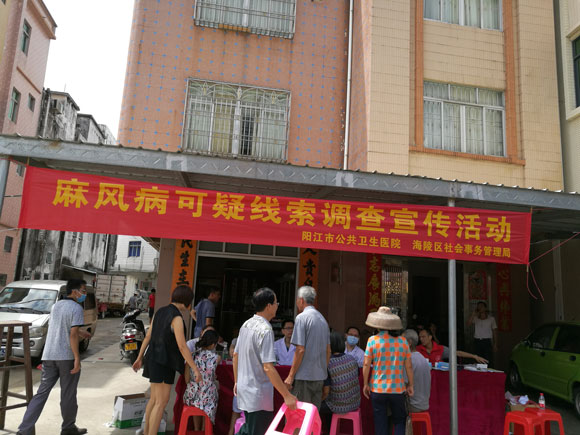 麻风病可疑线索调查宣传活动
阳江市公共卫生医院 海陵区社会事务管理局